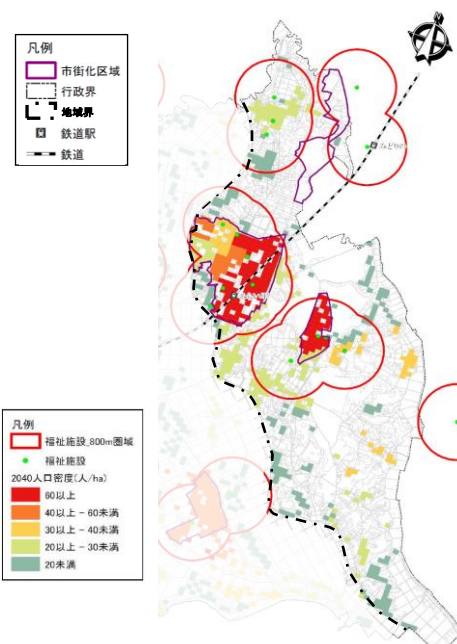 凡例
市街化区域
行政界
地域界
鉄道駅
鉄道
みどりの
凡例
福祉施設_800m圏域
福祉施設
2040人口密度(人/ha)
60以上
40以上 - 60未満
30以上 - 40未満
20以上 - 30未満
20未満